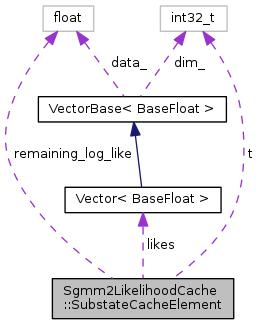 float
int32_t
data_
dim_
VectorBase< BaseFloat >
remaining_log_like
t
Vector< BaseFloat >
likes
Sgmm2LikelihoodCache
::SubstateCacheElement